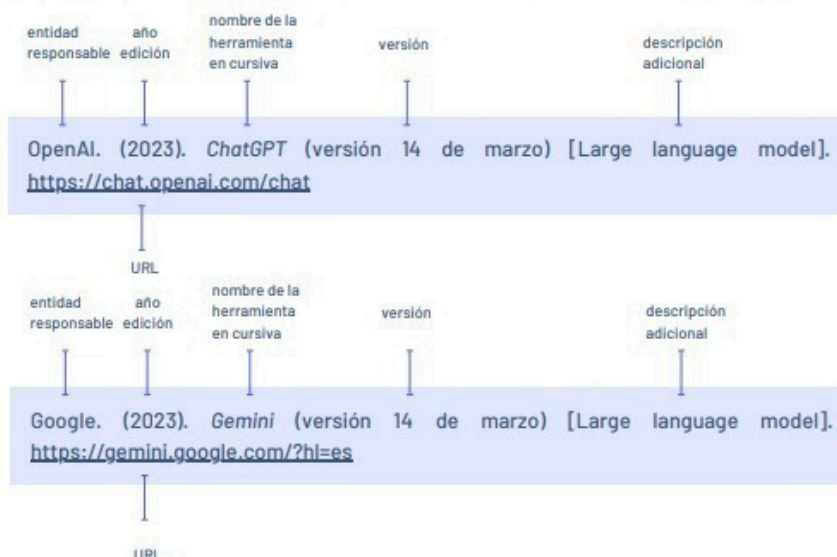 entidad
responsable
año
edición
nombre de la
herramienta
en cursiva
versión
descripción
adicional
OpenAI. (2023). ChatGPT (versión 14 de marzo) [Large language model].
https://chat.openai.com/chat
URL
entidad
responsable
año
edición
nombre de la
herramienta
en cursiva
versión
descripción
adicional
Google. (2023). Gemini (versión 14 de marzo) [Large language model].
https://gemini.google.com/?hl=es
URL